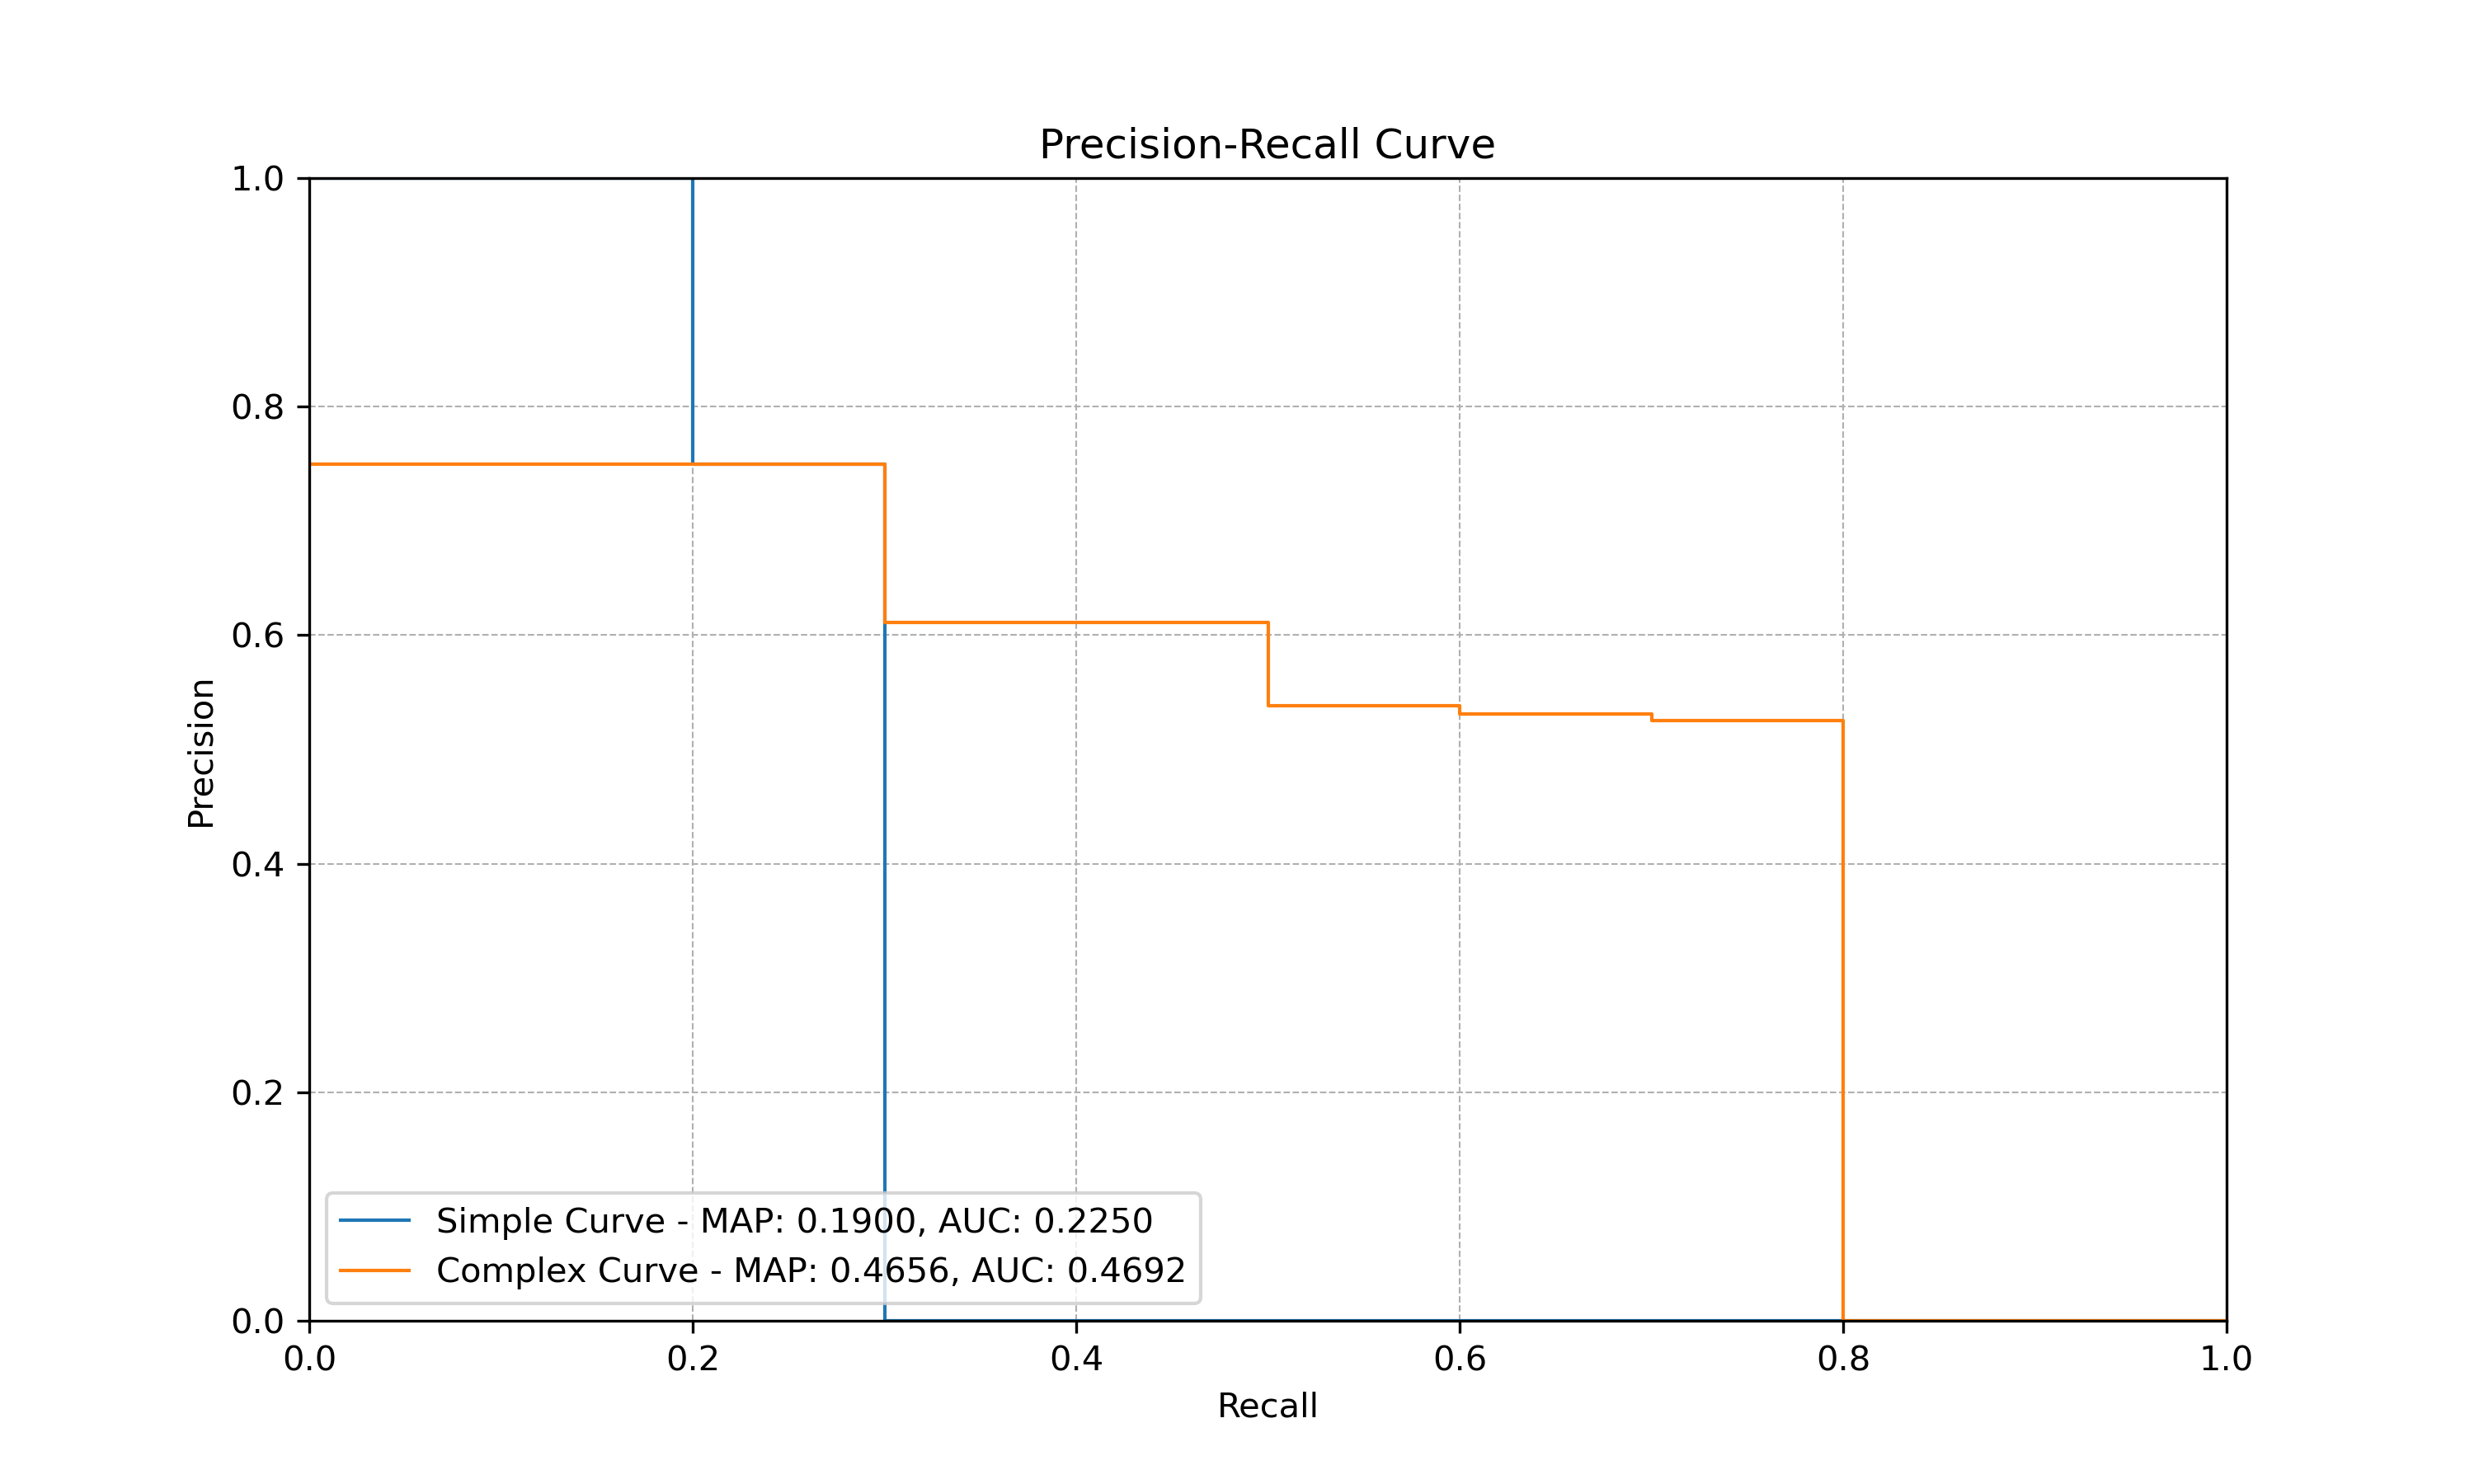 Precision-Recall Curve
1.0
0.8
0.6
0.4
0.2
0.0
Precision
Simple Curve - MAP: 0.1900, AUC: 0.2250
Complex Curve - MAP: 0.4656, AUC: 0.4692
0.0 0.2 0.4 0.6 0.8 1.0
Recall